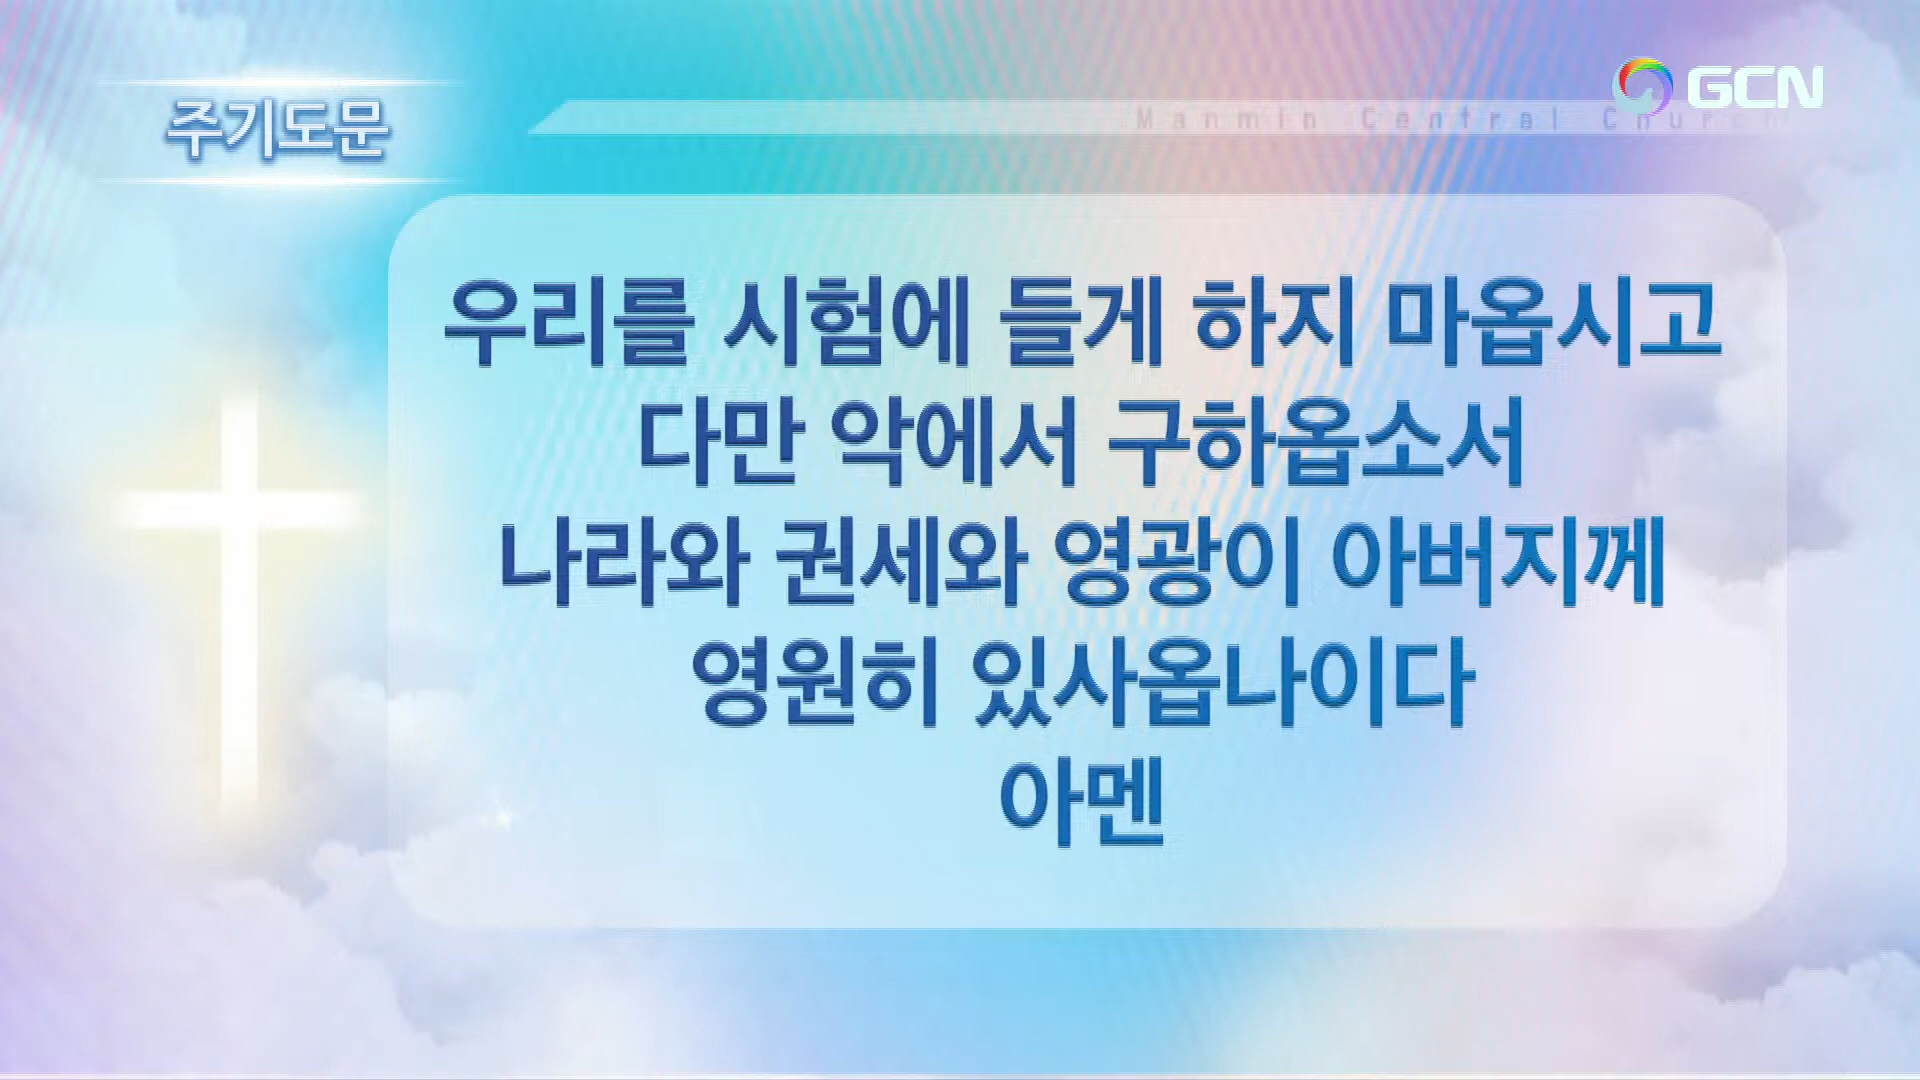 주기도문
Manmin Central Church
GCN
우리를 시험에 들게 하지 마옵시고
다만 악에서 구하옵소서
나라와 권세와 영광이 아버지께
영원히 있사옵나이다
아멘